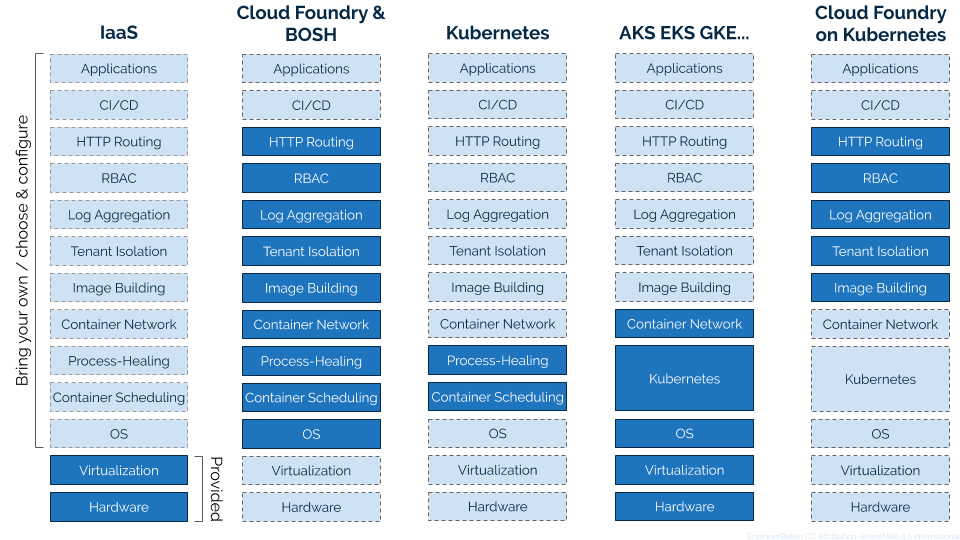 IaaS
Cloud Foundry &
BOSH
Kubernetes
AKS EKS GKE...
Cloud Foundry
on Kubernetes
Bring your own / choose & configure
Applications
CI/CD
HTTP Routing
RBAC
Log Aggregation
Tenant Isolation
Image Building
Container Network
Process-Healing
Container Scheduling
OS
Virtualization
Hardware
Provided
Applications
CI/CD
HTTP Routing
RBAC
Log Aggregation
Tenant Isolation
Image Building
Container Network
Process-Healing
Container Scheduling
OS
Virtualization
Hardware
Applications
CI/CD
HTTP Routing
RBAC
Log Aggregation
Tenant Isolation
Image Building
Container Network
Process-Healing
Container Scheduling
OS
Virtualization
Hardware
Applications
CI/CD
HTTP Routing
RBAC
Log Aggregation
Tenant Isolation
Image Building
Container Network
Kubernetes
OS
Virtualization
Hardware
Applications
CI/CD
HTTP Routing
RBAC
Log Aggregation
Tenant Isolation
Image Building
Container Network
Kubernetes
OS
Virtualization
Hardware
EngineerBetter CC Attribution-ShareAlike 4.0 International